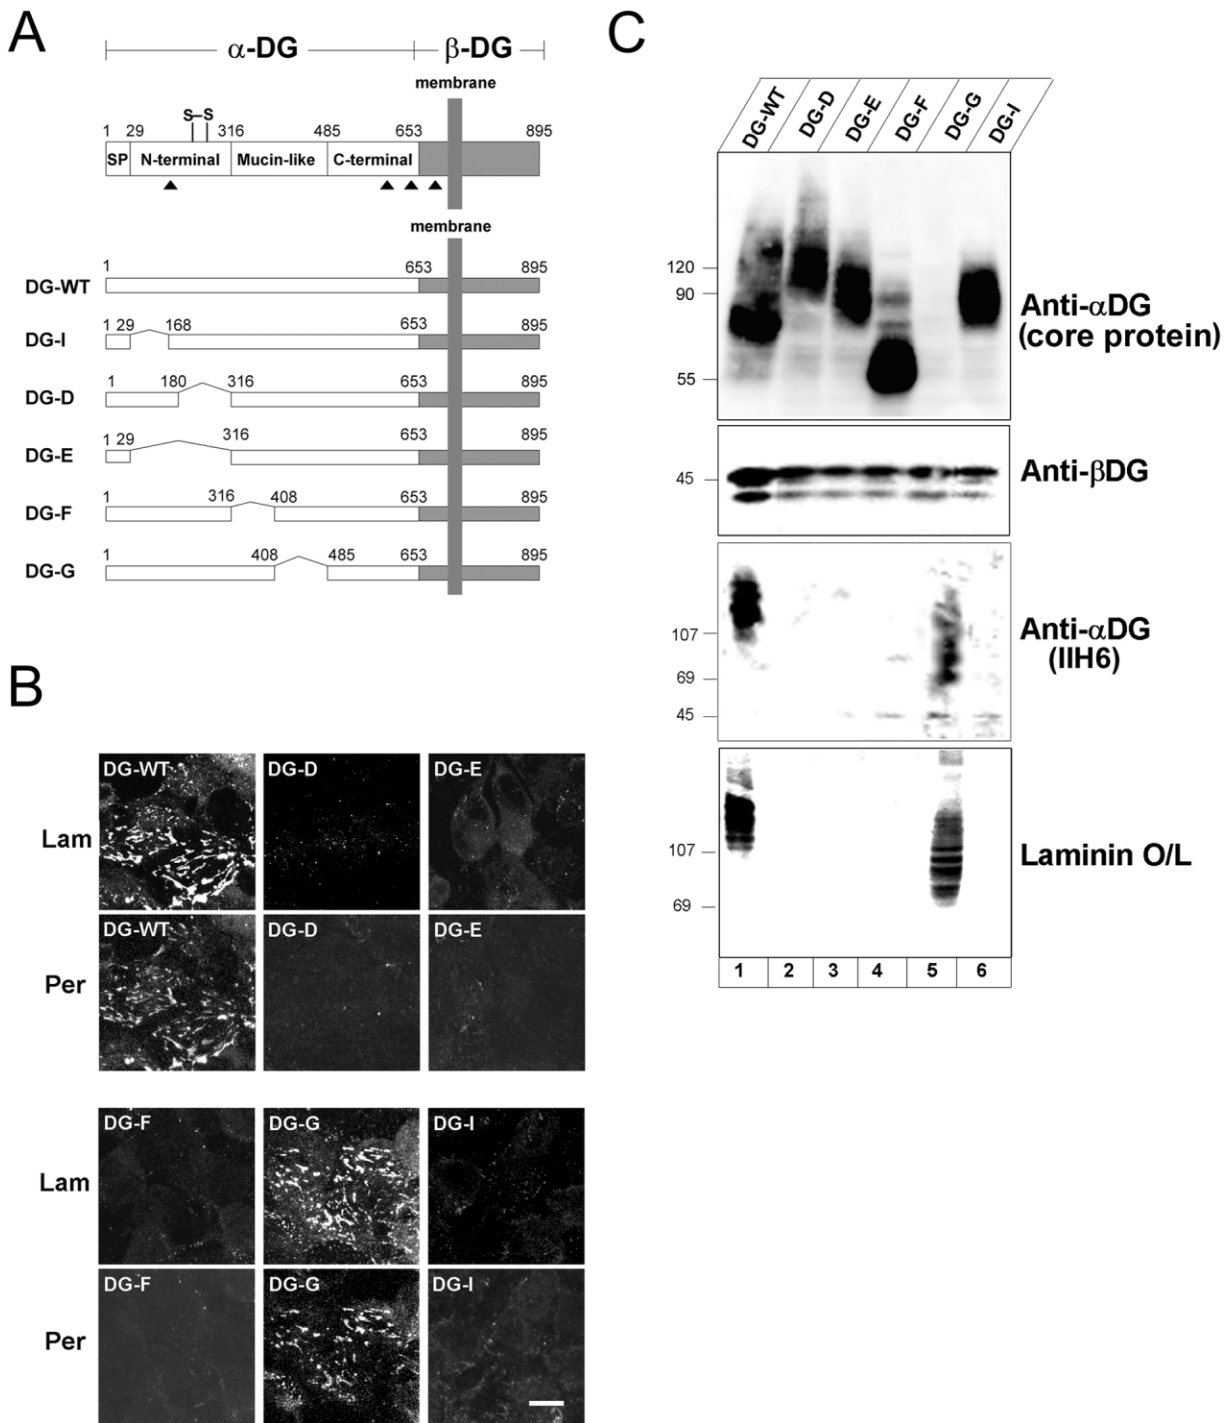 A
α-DG β-DG
membrane
S–S
1 29 316 485 653 895
SP N-terminal Mucin-like C-terminal
membrane
1 653 895
DG-WT
1 29 168 653 895
DG-I
1 180 316 653 895
DG-D
1 29 316 653 895
DG-E
1 316 408 653 895
DG-F
1 408 485 653 895
DG-G
B
DG-WT DG-D DG-E
Lam
DG-WT DG-D DG-E
Per
DG-F DG-G DG-I
Lam
DG-F DG-G DG-I
Per
C
DG-WT DG-D DG-E DG-F DG-G DG-I
120
90
55
Anti-αDG
(core protein)
45
Anti-βDG
107
69
45
Anti-αDG
(IIH6)
107
69
Laminin O/L
1 2 3 4 5 6